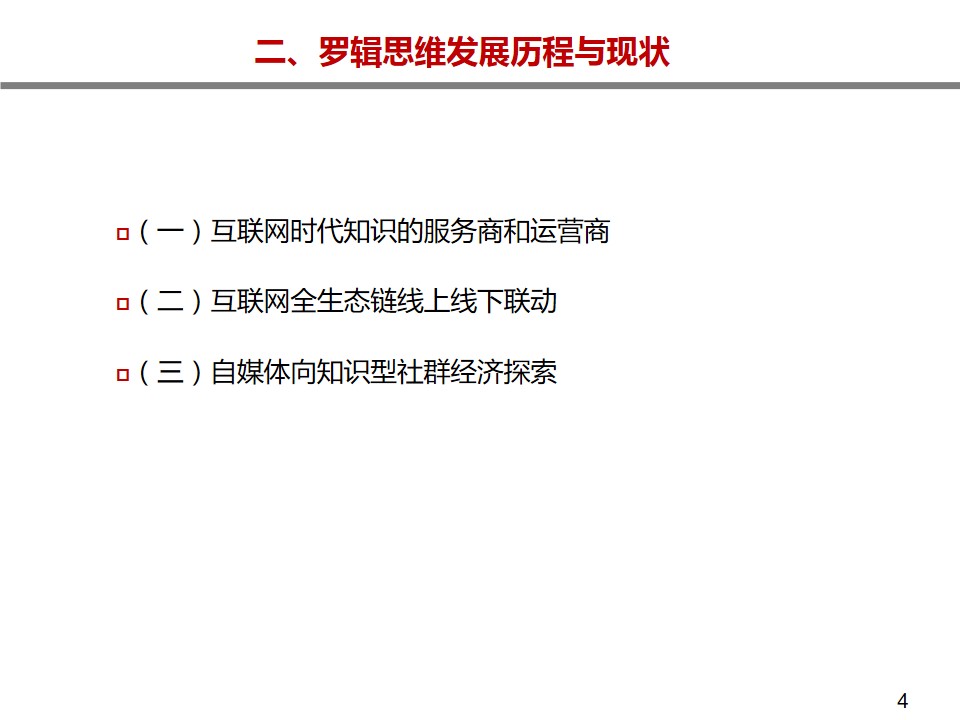 二、罗辑思维发展历程与现状
（一）互联网时代知识的服务商和运营商
（二）互联网全生态链线上线下联动
（三）自媒体向知识型社群经济探索
4